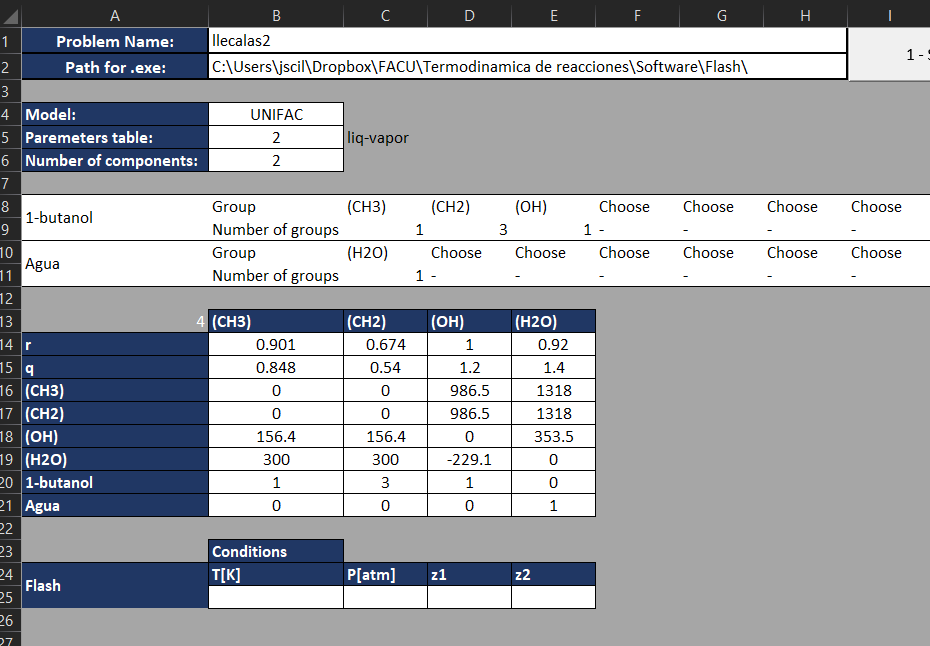 A B C D E F G H I
1 Problem Name: llecalas2 1 -
2 Path for .exe: C:\Users\jscil\Dropbox\FACU\Termodinamica de reacciones\Software\Flash\
3
4 Model: UNIFAC
5 Paremeters table: 2 liq-vapor
6 Number of components: 2
7
8 1-butanol Group (CH3) (CH2) (OH) Choose Choose Choose Choose
9 Number of groups 1 3 1 - - - -
10 Agua Group (H2O) Choose Choose Choose Choose Choose Choose
11 Number of groups 1 - - - - - -
12
13 4 (CH3) (CH2) (OH) (H2O)
14 r 0.901 0.674 1 0.92
15 q 0.848 0.54 1.2 1.4
16 (CH3) 0 0 986.5 1318
17 (CH2) 0 0 986.5 1318
18 (OH) 156.4 156.4 0 353.5
19 (H2O) 300 300 -229.1 0
20 1-butanol 1 3 1 0
21 Agua 0 0 0 1
22
23 Conditions
24 Flash T[K] P[atm] z1 z2
25
26
27